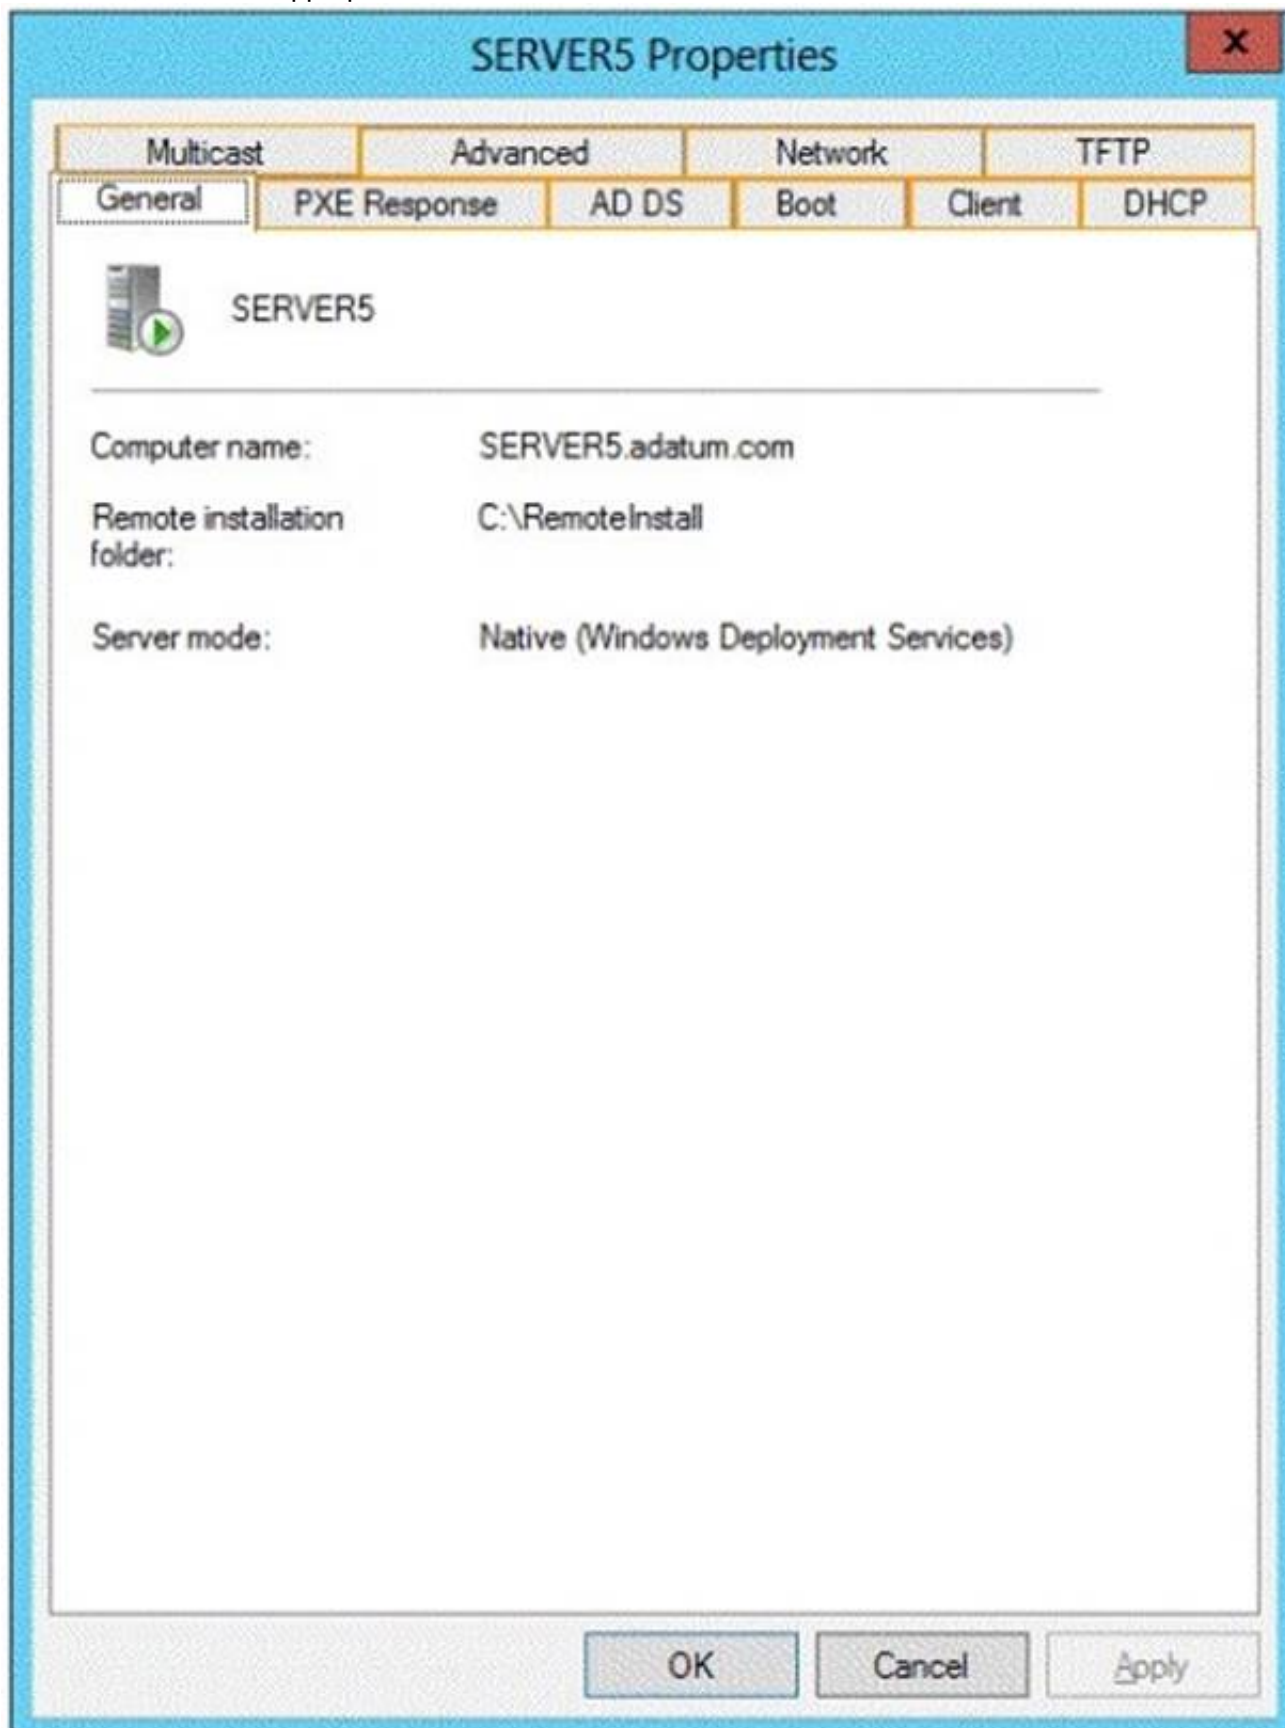 SERVER5 Properties
x
Multicast Advanced Network TFTP
General PXE Response AD DS Boot Client DHCP
SERVER5
Computer name: SERVER5.adatum.com
Remote installation C:\RemoteInstall
folder:
Server mode: Native (Windows Deployment Services)
OK Cancel Apply